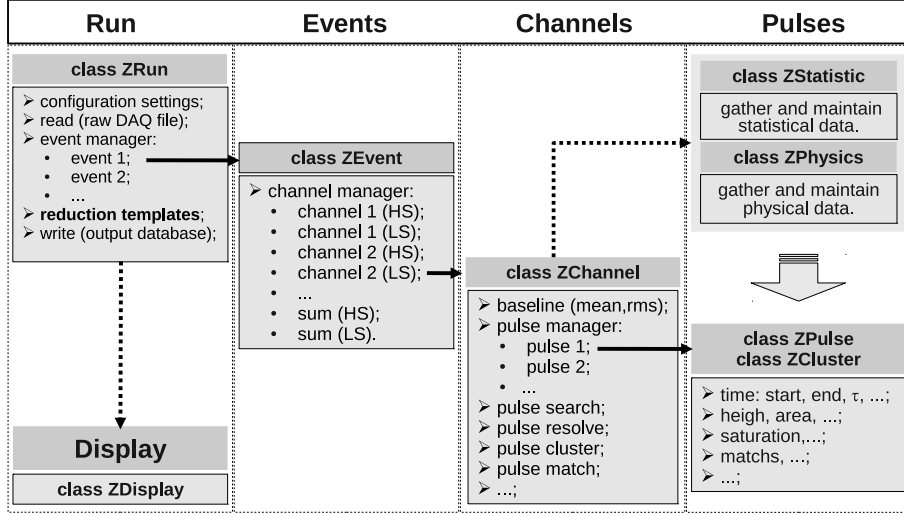 Run
Events
Channels
Pulses
class ZRun
➢ configuration settings;
➢ read (raw DAQ file);
➢ event manager:
• event 1;
• event 2;
• ...
➢ reduction templates;
➢ write (output database);
Display
class ZDisplay
class ZEvent
➢ channel manager:
• channel 1 (HS);
• channel 1 (LS);
• channel 2 (HS);
• channel 2 (LS);
• ...
• sum (HS);
• sum (LS).
class ZChannel
➢ baseline (mean,rms);
➢ pulse manager:
• pulse 1;
• pulse 2;
• ...
➢ pulse search;
➢ pulse resolve;
➢ pulse cluster;
➢ pulse match;
➢ ...;
class ZStatistic
gather and maintain
statistical data.
class ZPhysics
gather and maintain
physical data.
class ZPulse
class ZCluster
➢ time: start, end, τ, ...;
➢ heigh, area, ...;
➢ saturation,...;
➢ matchs, ...;
➢ ...;